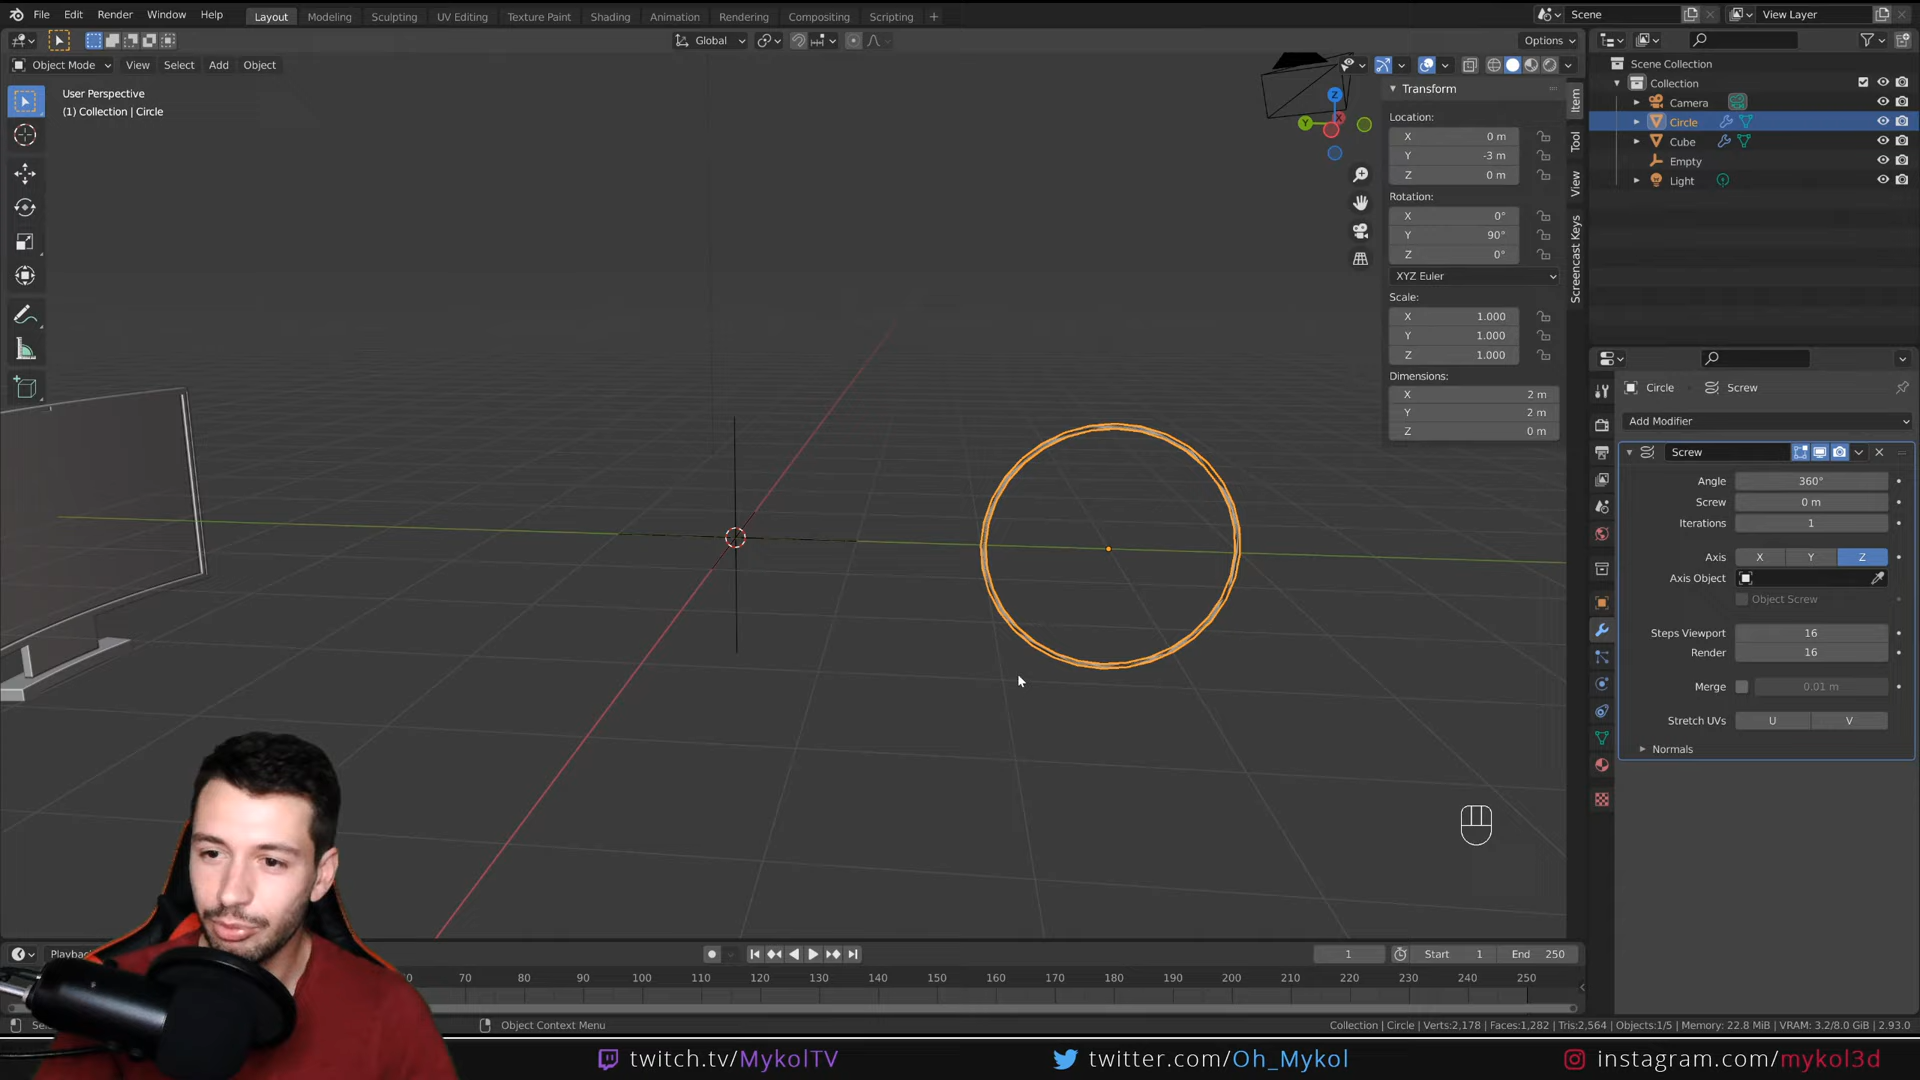 File Edit Render Window Help Layout Modeling Sculpting UV Editing Texture Paint Shading Animation Rendering Compositing Scripting + Scene View Layer
Global Options
Object Mode View Select Add Object
User Perspective
(1) Collection | Circle
Z
Y
X
Transform
Location:
X 0 m
Y -3 m
Z 0 m
Rotation:
X 0°
Y 90°
Z 0°
XYZ Euler
Scale:
X 1.000
Y 1.000
Z 1.000
Dimensions:
X 2 m
Y 2 m
Z 0 m
Item
Tool
View
Screencast Keys
Scene Collection
Collection
Camera
Circle
Cube
Empty
Light
Circle Screw
Add Modifier
Screw
Angle 360°
Screw 0 m
Iterations 1
Axis X Y Z
Axis Object
Object Screw
Steps Viewport 16
Render 16
Merge 0.01 m
Stretch UVs U V
Normals
Playback 1 Start 1 End 250
70 80 90 100 110 120 130 140 150 160 170 180 190 200 210 220 230 240 250
Object Context Menu Collection | Circle | Verts:2,178 | Faces:1,282 | Tris:2,564 | Objects:1/5 | Memory: 22.8 MiB | VRAM: 3.2/8.0 GiB | 2.93.0
twitch.tv/MykolTV twitter.com/Oh_Mykol instagram.com/mykol3d